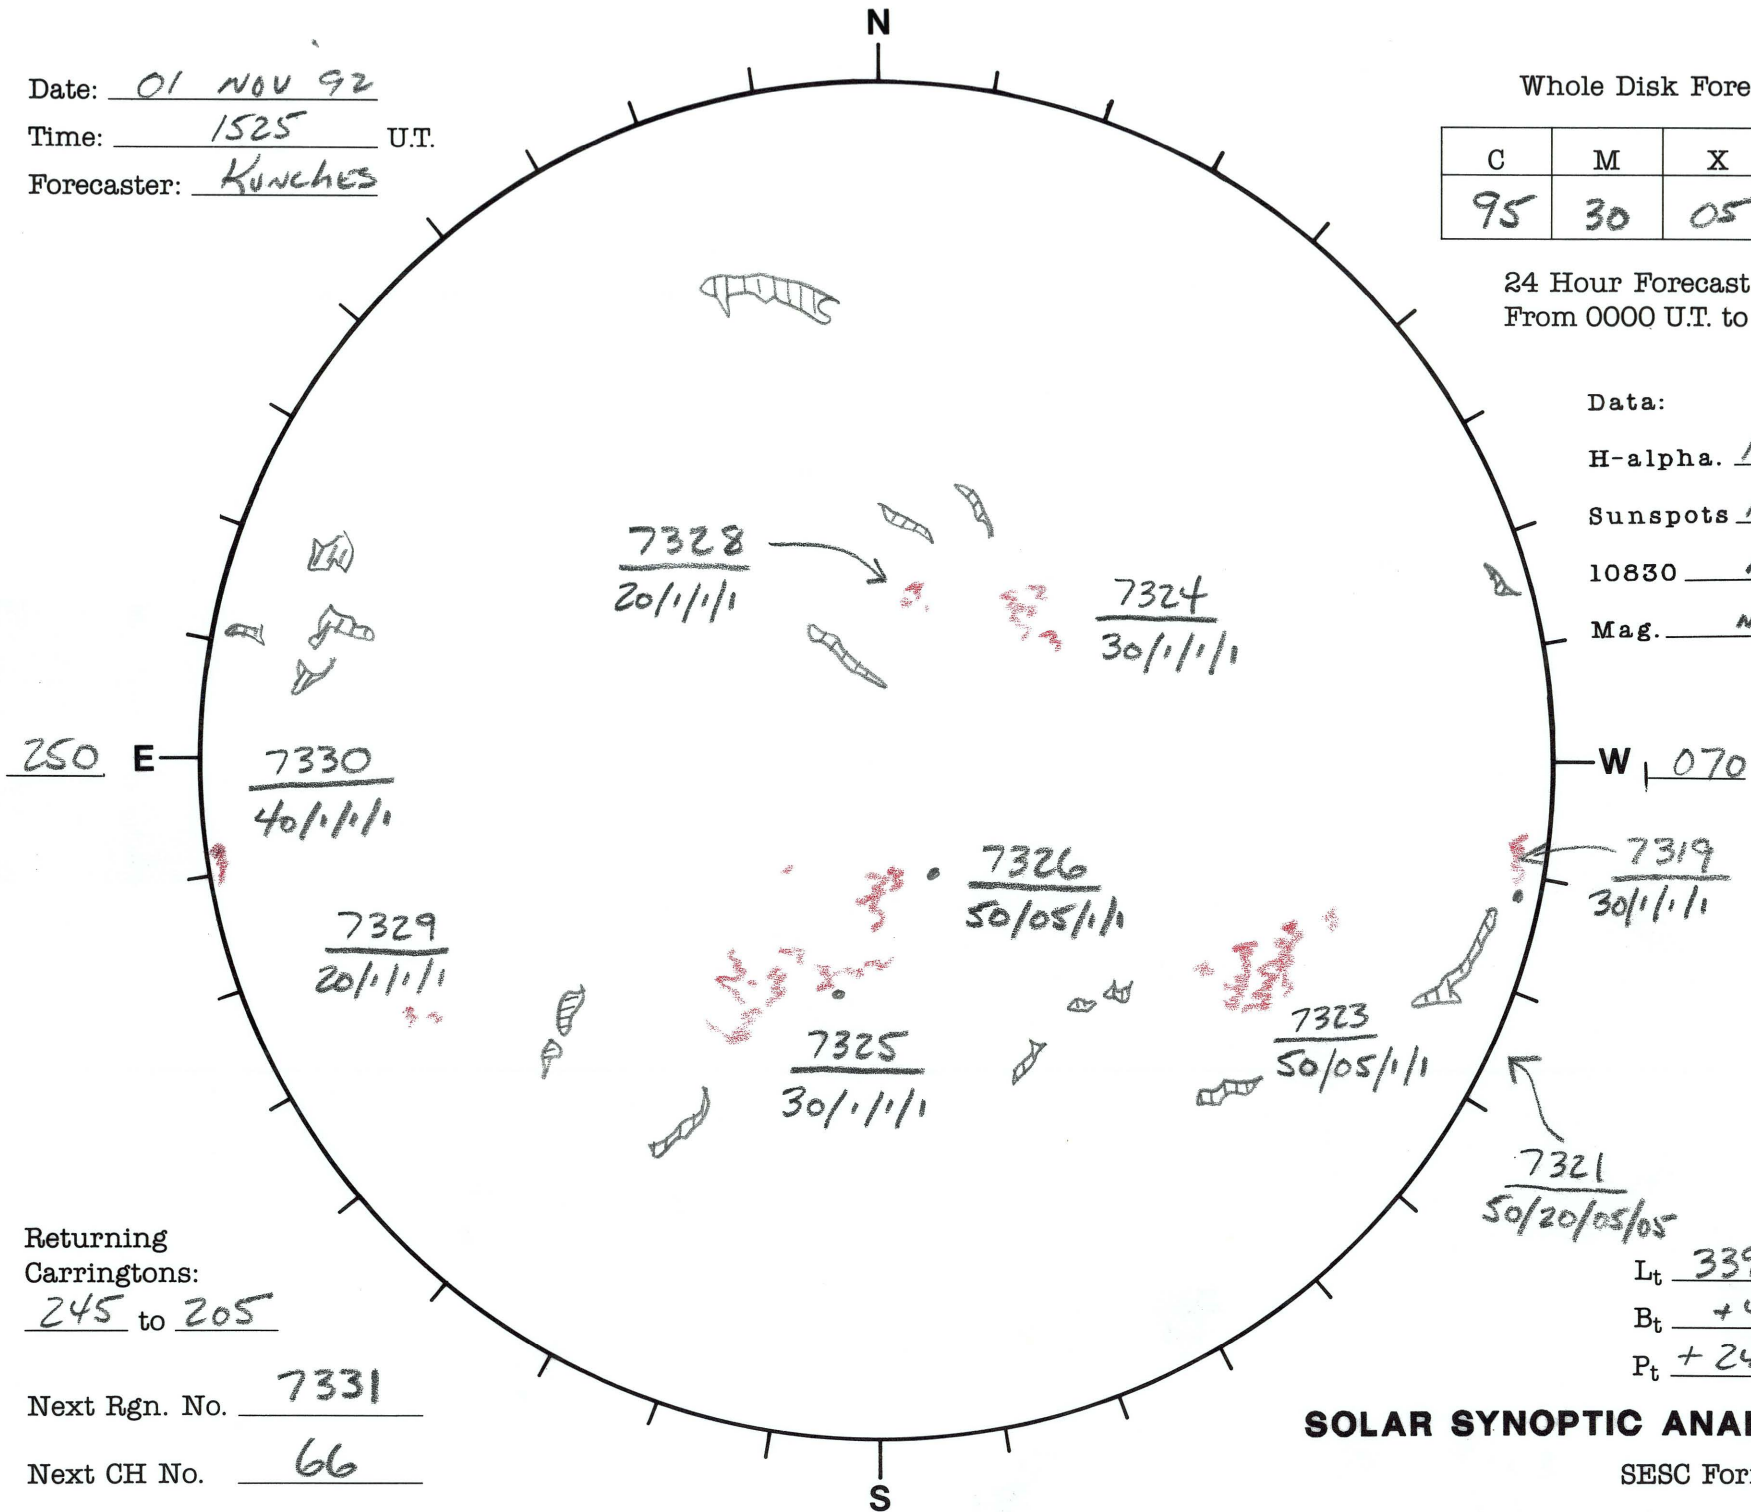 N
Date: 01 NOV 92
Time: 1525 U.T.
Forecaster: Kunches
Whole Disk Fore
C M X
95 30 05
24 Hour Forecast
From 0000 U.T. to
Data:
H-alpha.
Sunspots
10830
Mag.
7328
20/1/1/1
7324
30/1/1/1
250 E
W 070
7330
40/1/1/1
7326
50/05/1/1
7319
30/1/1/1
7329
20/1/1/1
7325
30/1/1/1
7323
50/05/1/1
7321
50/20/05/05
Returning
Carringtons:
245 to 205
Next Rgn. No. 7331
Next CH No. 66
Lt 339
Bt +4
Pt +24
SOLAR SYNOPTIC ANAL
SESC For
S